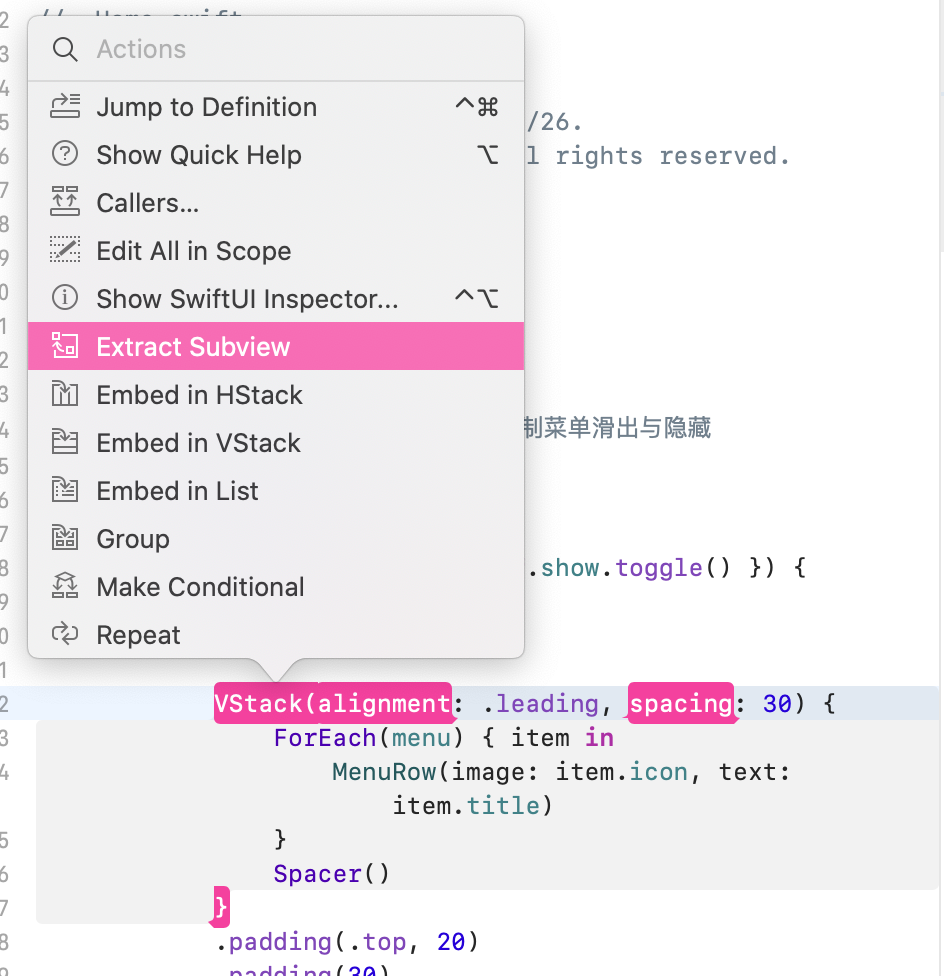 2 // Home.swift
3 Actions
4 Jump to Definition ^⌘
5 /26.
Show Quick Help ⌥
6 l rights reserved.
7 Callers...
8 Edit All in Scope
9
0 Show SwiftUI Inspector... ^⌥
1
2 Extract Subview
3 Embed in HStack
4 制菜单滑出与隐藏
Embed in VStack
5
6 Embed in List
7 Group
8 .show.toggle() }) {
9 Make Conditional
0 Repeat
1
2 VStack(alignment: .leading, spacing: 30) {
3 ForEach(menu) { item in
4 MenuRow(image: item.icon, text:
item.title)
5 }
6 Spacer()
7 }
8 .padding(.top, 20)
9 .padding(30)